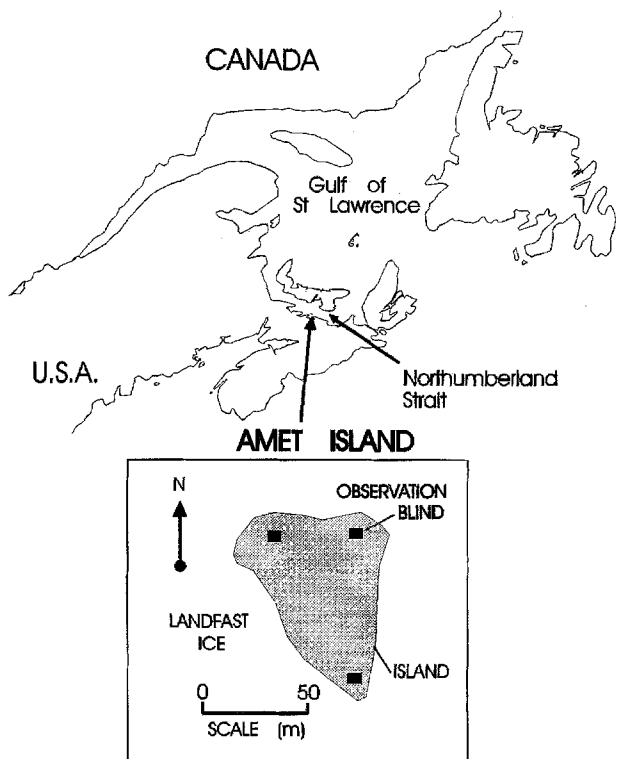 CANADA
Gulf of
St Lawrence
U.S.A.
Northumberland
Strait
AMET ISLAND
N
OBSERVATION
BLIND
LANDFAST
ICE
ISLAND
0 50
SCALE (m)